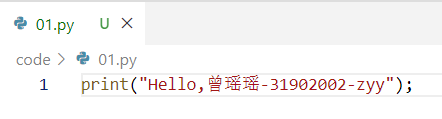 01.py U ×
code > 01.py
1 print("Hello,曾瑶瑶-31902002-zyy");